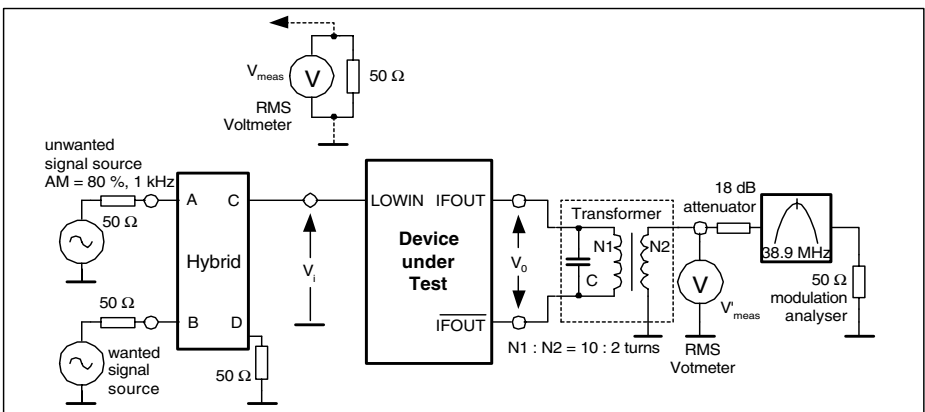 V meas
V
50 Ω
RMS
Voltmeter
unwanted
signal source
AM = 80 %, 1 kHz
50 Ω
A
C
Hybrid
B
D
50 Ω
wanted
signal
source
50 Ω
Vi
LOWIN
IFOUT
Device
under
Test
IFOUT
V0
Transformer
N1
N2
C
N1 : N2 = 10 : 2 turns
18 dB
attenuator
38.9 MHz
V
V'meas
RMS
Votmeter
50 Ω
modulation
analyser